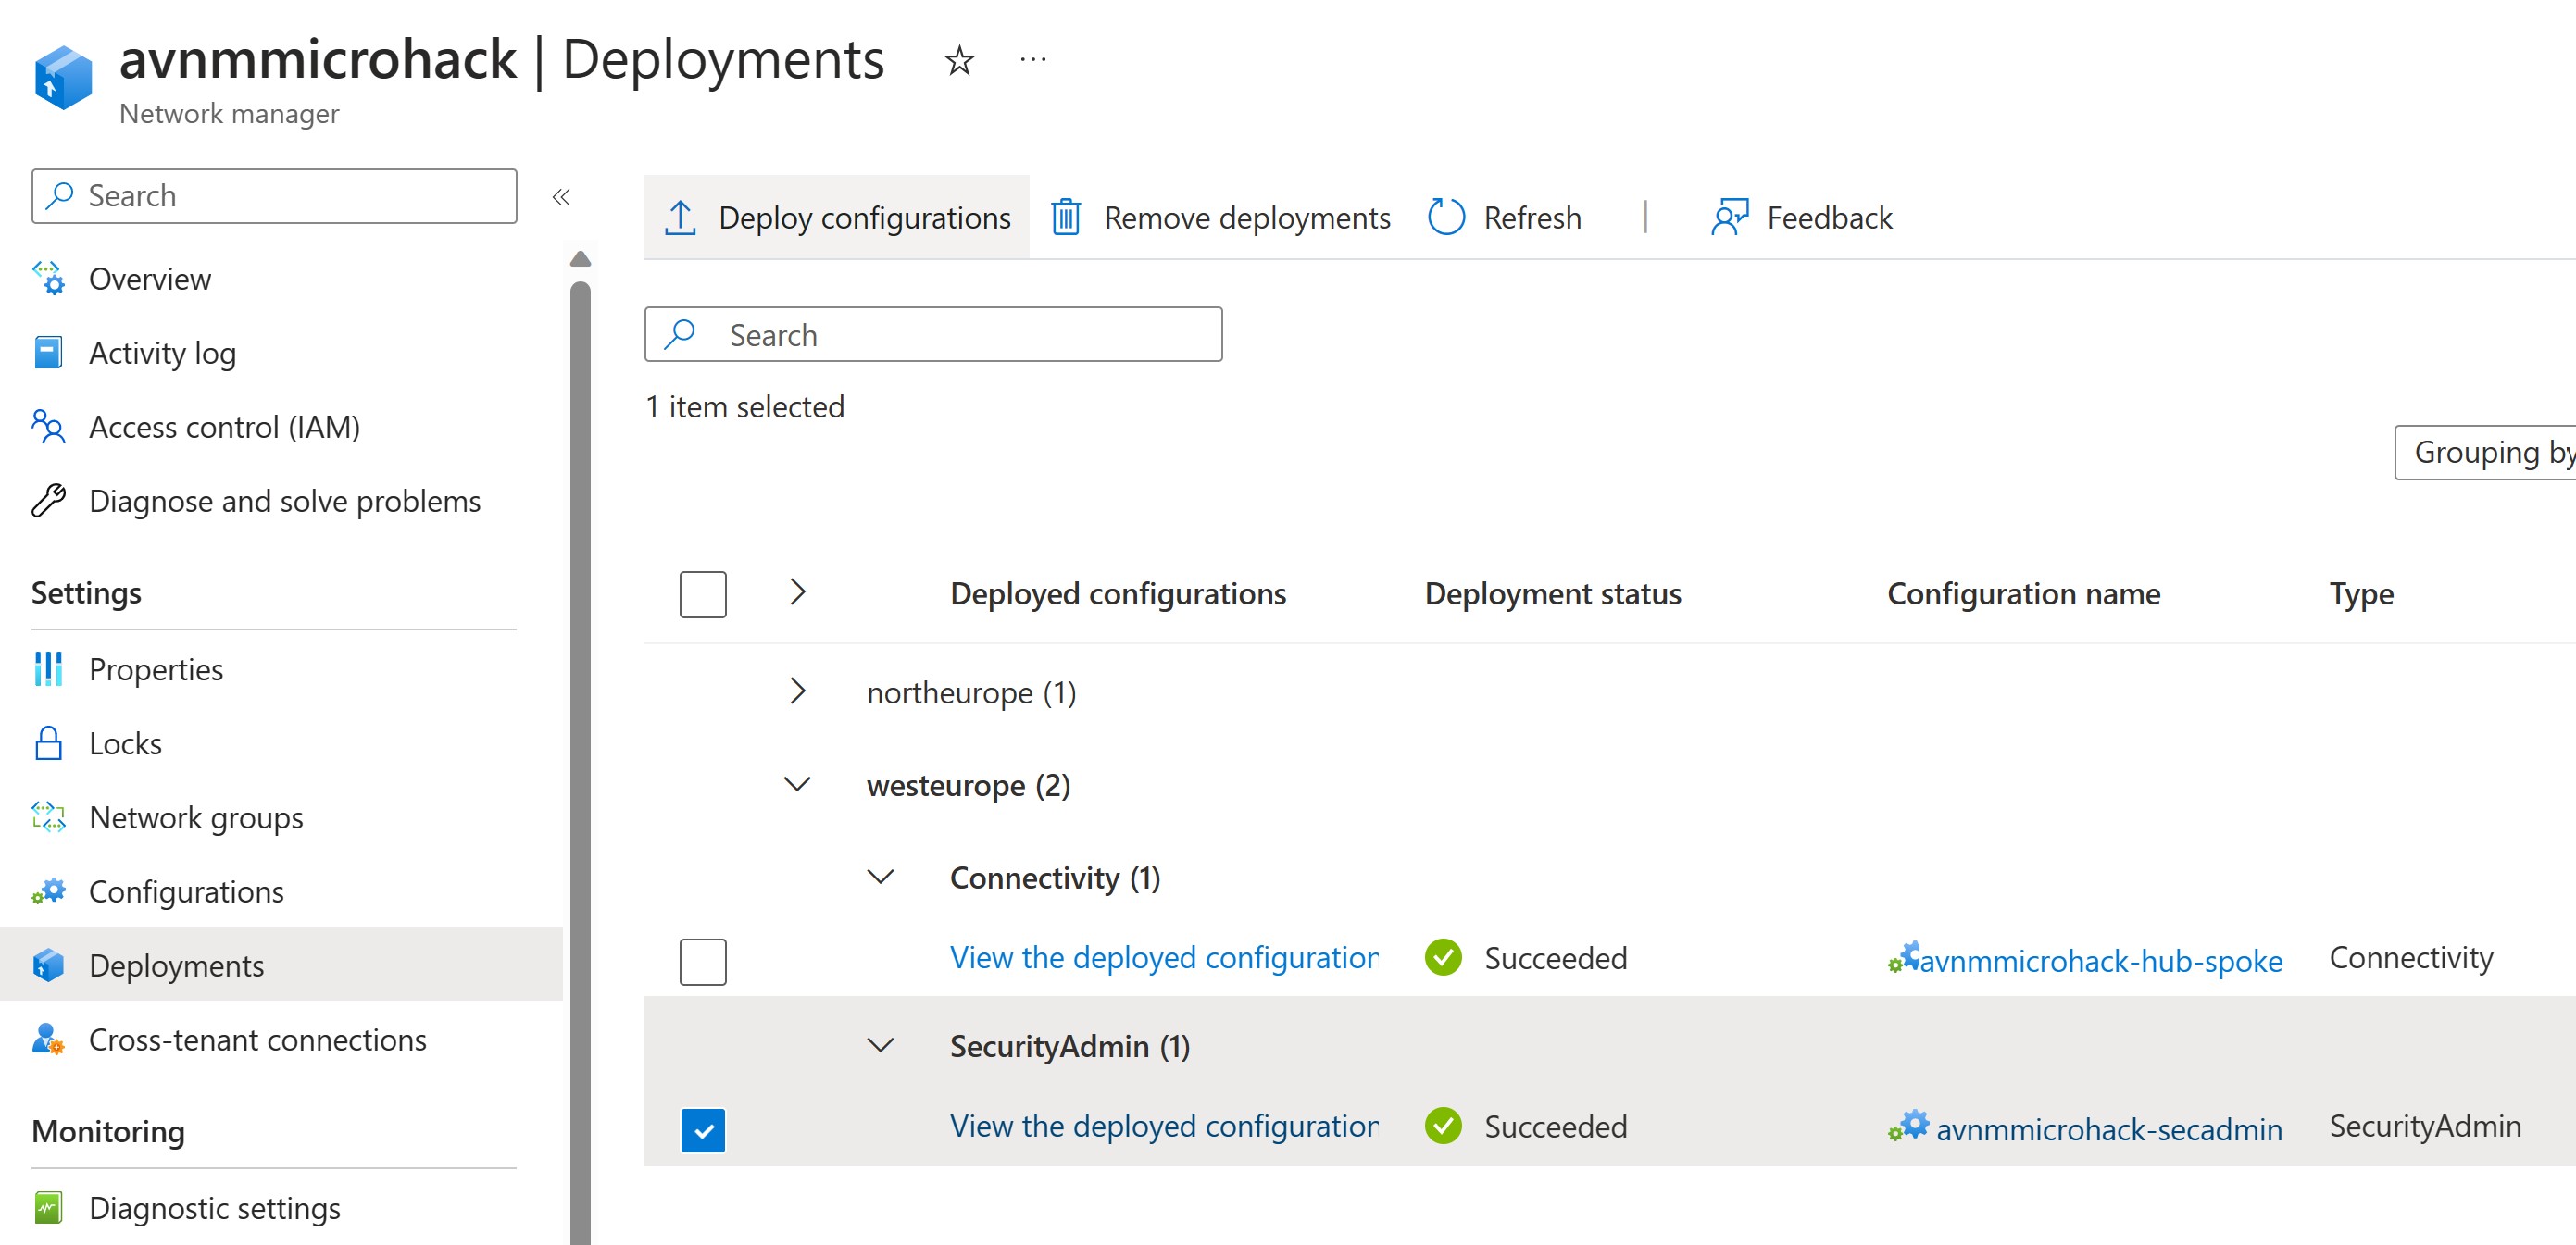 avnmmicrohack | Deployments
Network manager
Search
Overview
Activity log
Access control (IAM)
Diagnose and solve problems
Settings
Properties
Locks
Network groups
Configurations
Deployments
Cross-tenant connections
Monitoring
Diagnostic settings
Deploy configurations Remove deployments Refresh | Feedback
Search
1 item selected
Grouping by
Deployed configurations Deployment status Configuration name Type
northeurope (1)
westeurope (2)
Connectivity (1)
View the deployed configuration Succeeded avnmmicrohack-hub-spoke Connectivity
SecurityAdmin (1)
View the deployed configuration Succeeded avnmmicrohack-secadmin SecurityAdmin